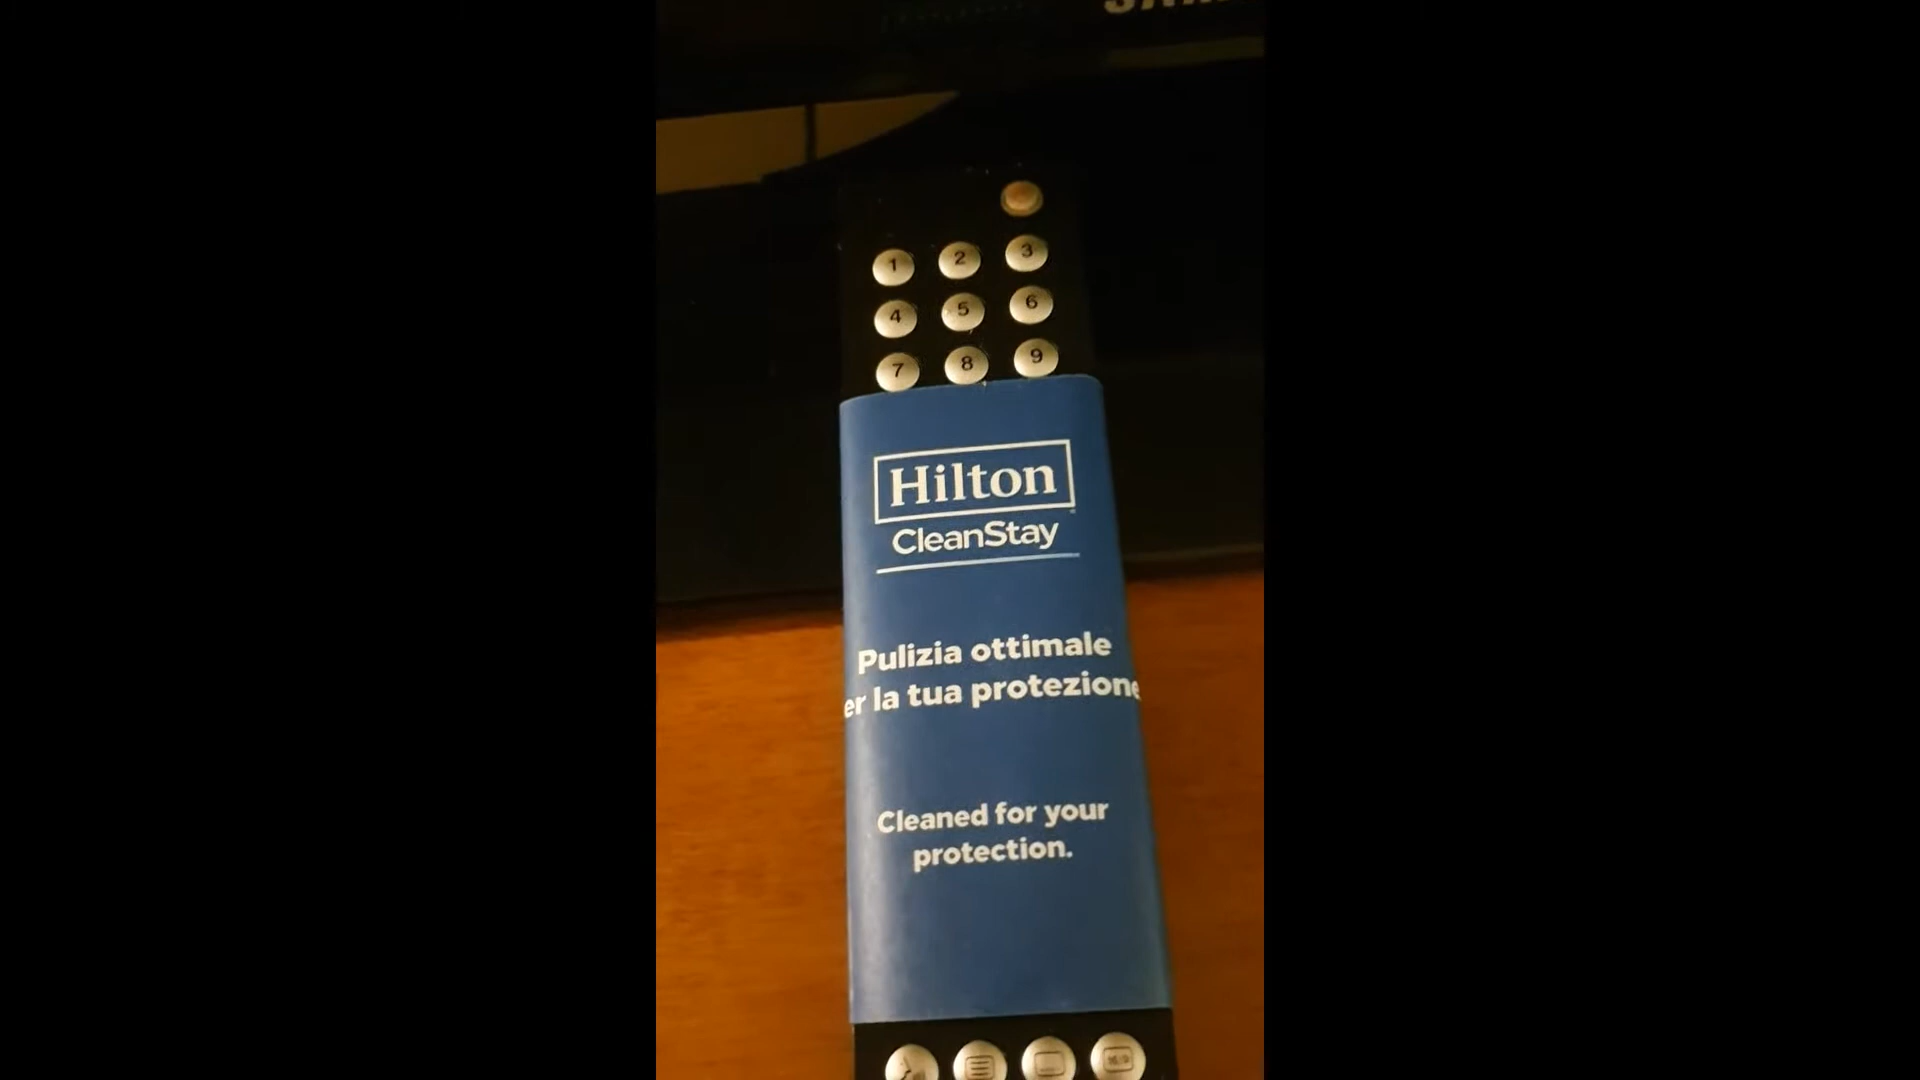 1 2 3
4 5 6
7 8 9
Hilton
CleanStay
Pulizia ottimale
er la tua protezione
Cleaned for your
protection.